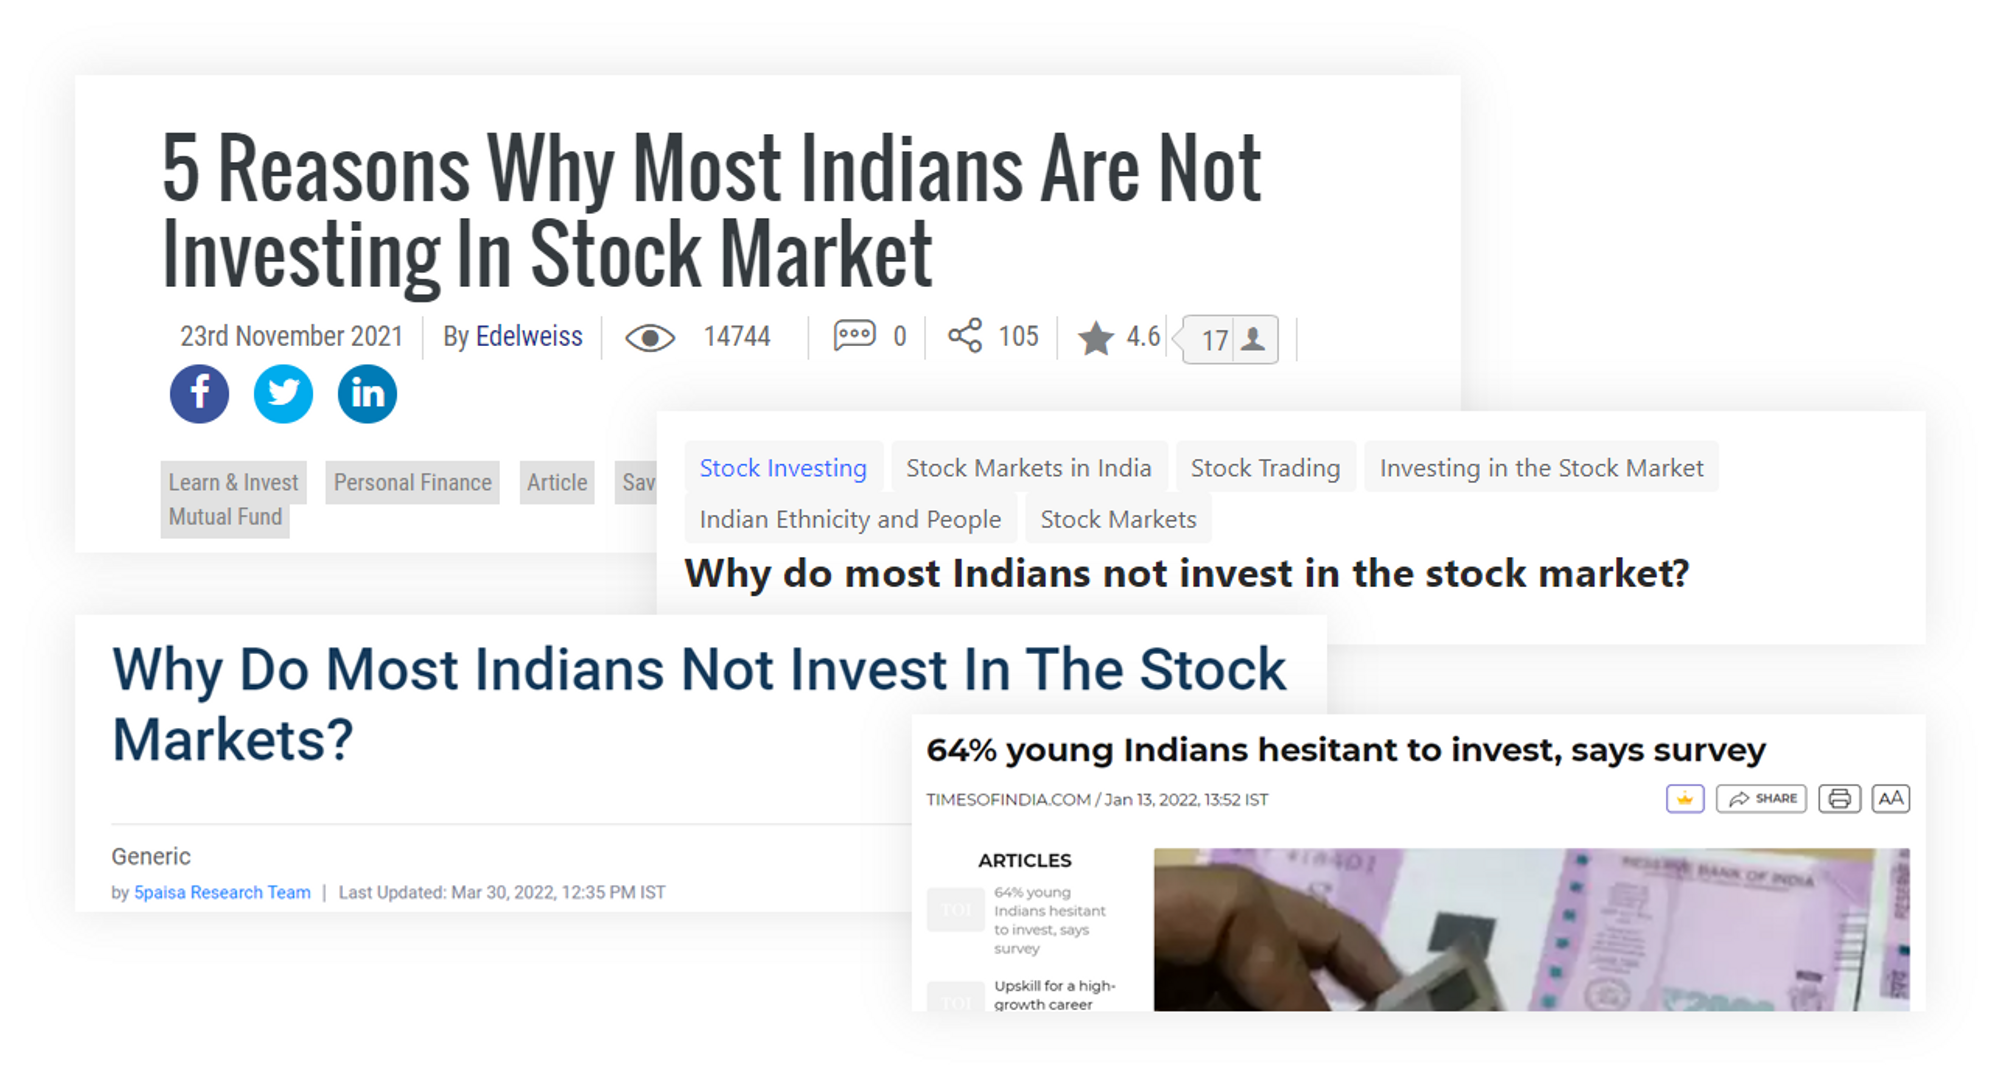 5 Reasons Why Most Indians Are Not
Investing In Stock Market
23rd November 2021 By Edelweiss 14744 0 105 4.6 17
Learn & Invest Personal Finance Article Sav
Mutual Fund
Stock Investing Stock Markets in India Stock Trading Investing in the Stock Market
Indian Ethnicity and People Stock Markets
Why do most Indians not invest in the stock market?
Why Do Most Indians Not Invest In The Stock
Markets?
Generic
by 5paisa Research Team | Last Updated: Mar 30, 2022, 12:35 PM IST
64% young Indians hesitant to invest, says survey
TIMESOFINDIA.COM / Jan 13, 2022, 13:52 IST
SHARE AA
ARTICLES
TOI
64% young
Indians hesitant
to invest, says
survey
TOI
Upskill for a high-
growth career
RESERVE BANK OF INDIA